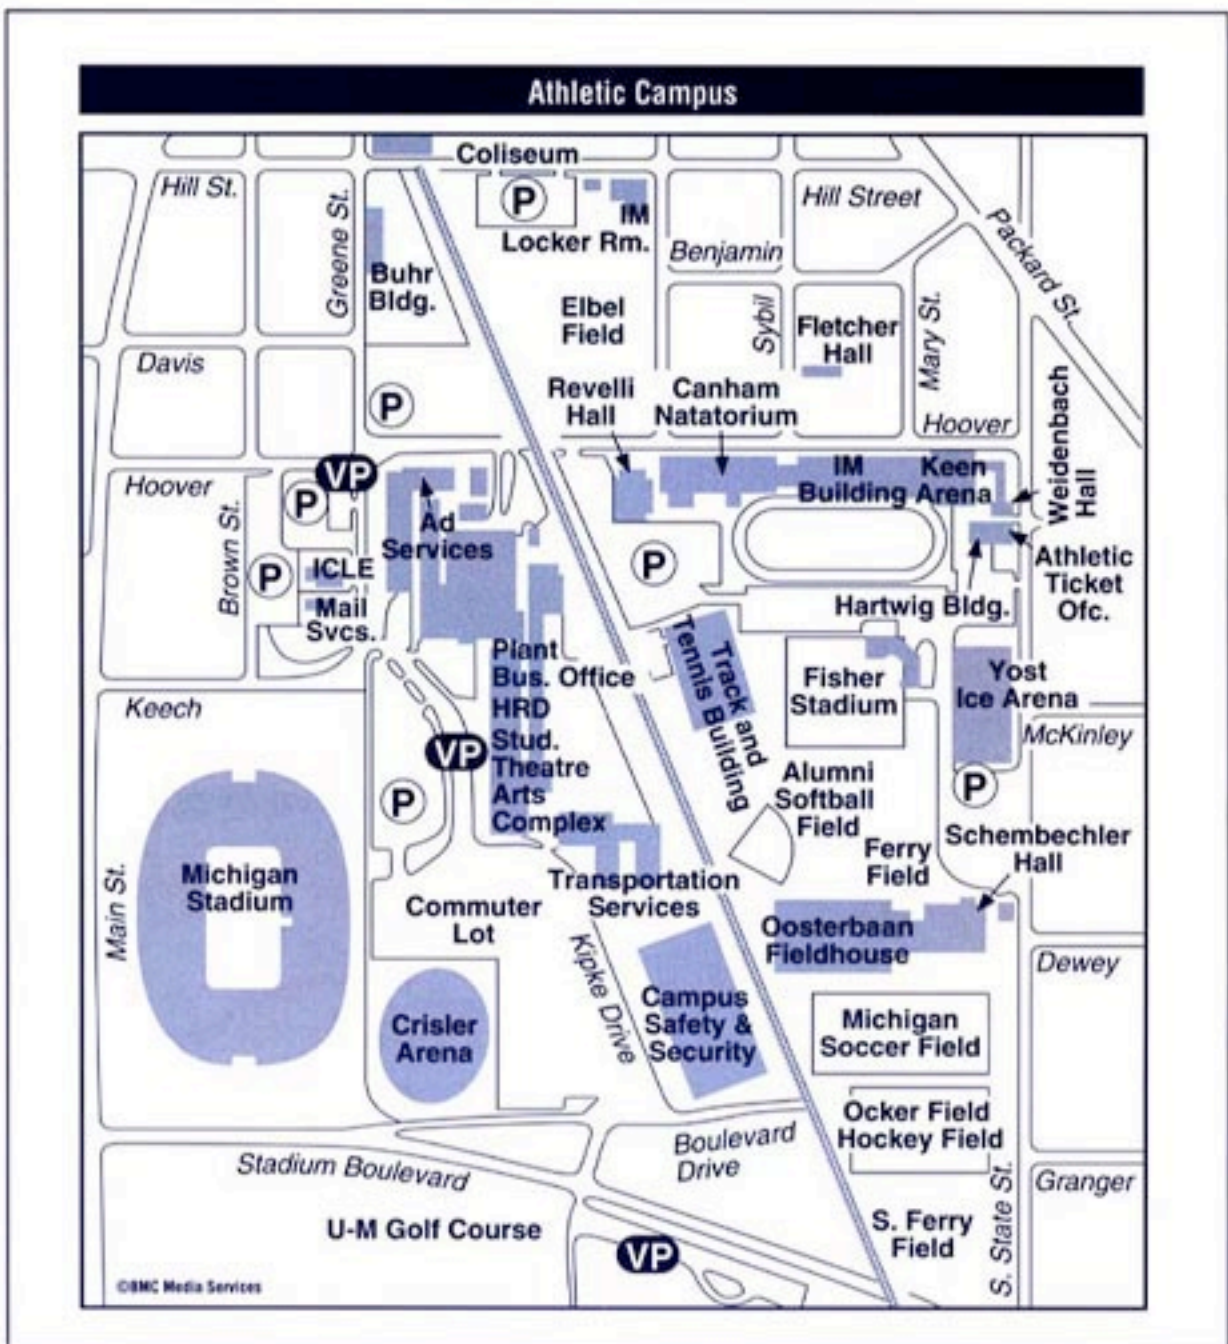 Athletic Campus
Coliseum
Hill St.
P
IM
Locker Rm.
Hill Street
Packard St.
Greene St.
Benjamin
Buhr
Bldg.
Elbel
Field
Sybil
Fletcher
Hall
Mary St.
Davis
P
Revelli
Hall
Canham
Natatorium
Hoover
Weidenbach
Hall
Hoover
VP
P
IM
Building
Keen
Arena
Brown St.
Ad
Services
P
ICLE
P
Athletic
Ticket
Ofc.
Mail
Svcs.
Hartwig Bldg.
Plant
Bus. Office
HRD
Stud.
Theatre
Arts
Complex
Track and
Tennis Building
Fisher
Stadium
Yost
Ice Arena
Keech
McKinley
VP
P
P
Alumni
Softball
Field
Ferry
Field
Schembechler
Hall
Main St.
Michigan
Stadium
Commuter
Lot
Transportation
Services
Oosterbaan
Fieldhouse
Dewey
Kipke Drive
Campus
Safety &
Security
Crisler
Arena
Michigan
Soccer Field
Ocker Field
Hockey Field
Boulevard
Drive
Stadium Boulevard
Granger
U-M Golf Course
S. Ferry
Field
S. State St.
VP
©BMC Media Services